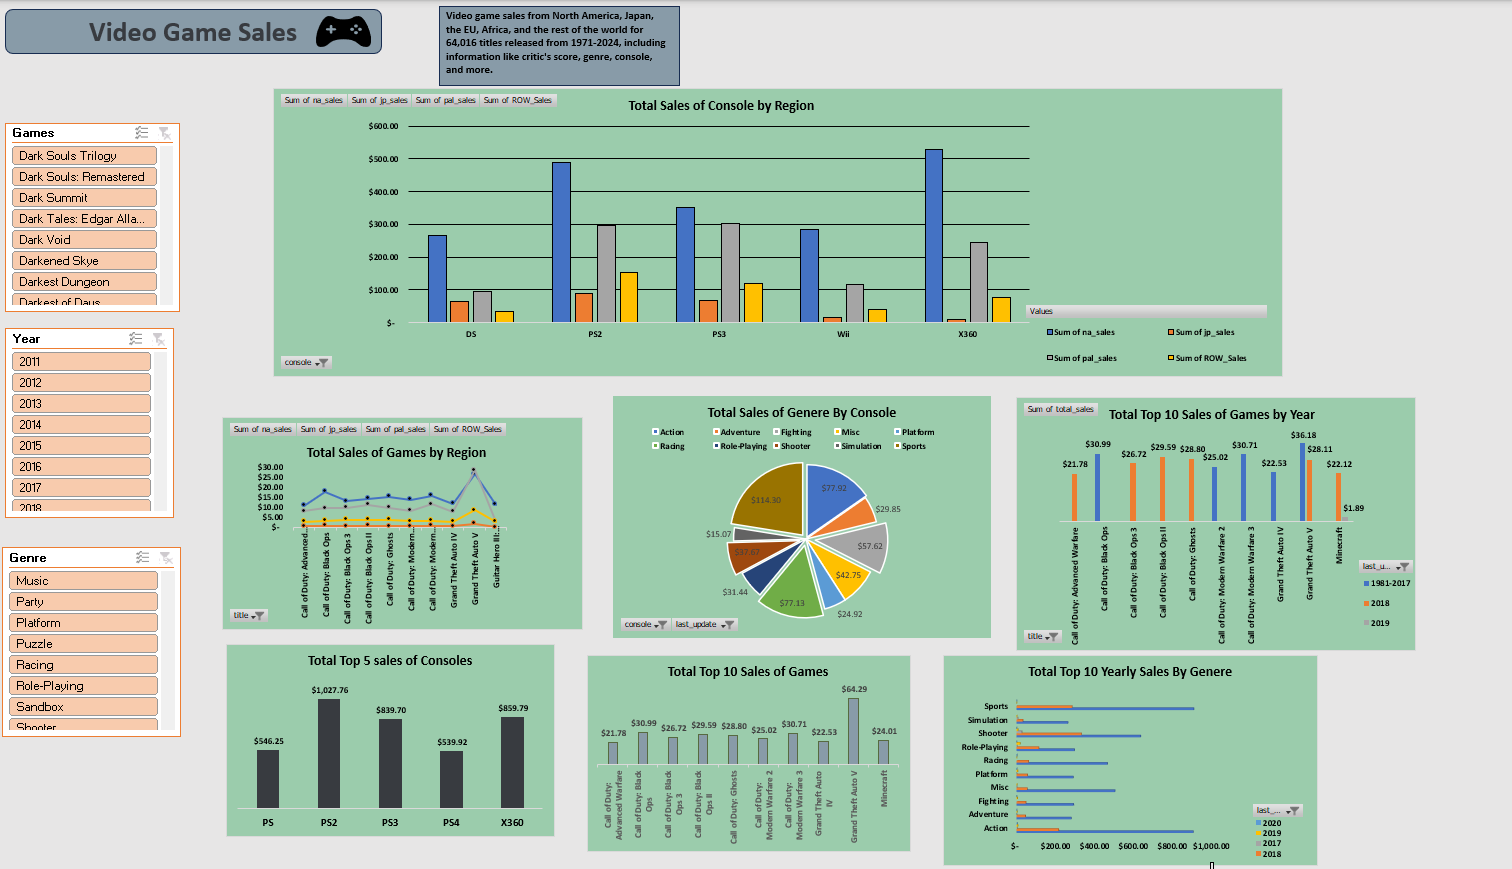 Video Game Sales
Video game sales from North America, Japan,
the EU, Africa, and the rest of the world for
64,016 titles released from 1971-2024, including
information like critic's score, genre, console,
and more.
Games
Dark Souls Trilogy
Dark Souls: Remastered
Dark Summit
Dark Tales: Edgar Alla...
Dark Void
Darkened Skye
Darkest Dungeon
Darkest of Days
Year
2011
2012
2013
2014
2015
2016
2017
2018
Genre
Music
Party
Platform
Puzzle
Racing
Role-Playing
Sandbox
Shooter
Sum of na_sales Sum of jp_sales Sum of pal_sales Sum of ROW_Sales
Total Sales of Console by Region
$600.00
$500.00
$400.00
$300.00
$200.00
$100.00
$-
DS PS2 PS3 Wii X360
Values
Sum of na_sales Sum of jp_sales
Sum of pal_sales Sum of ROW_Sales
console
Sum of na_sales Sum of jp_sales Sum of pal_sales Sum of ROW_Sales
Total Sales of Games by Region
$30.00
$25.00
$20.00
$15.00
$10.00
$5.00
$-
Call of Duty: Advanced...
Call of Duty: Black Ops
Call of Duty: Black Ops 3
Call of Duty: Black Ops II
Call of Duty: Ghosts
Call of Duty: Modern...
Call of Duty: Modern...
Grand Theft Auto IV
Grand Theft Auto V
Guitar Hero III:...
title
Total Sales of Genere By Console
Action Adventure Fighting Misc Platform
Racing Role-Playing Shooter Simulation Sports
$77.92
$29.85
$57.62
$42.75
$24.92
$77.13
$31.44
$37.67
$15.07
$114.30
console last_update
Sum of total_sales
Total Top 10 Sales of Games by Year
$21.78
$30.99
$26.72
$29.59
$28.80
$25.02
$30.71
$22.53
$36.18
$28.11
$22.12
$1.89
Call of Duty: Advanced Warfare
Call of Duty: Black Ops
Call of Duty: Black Ops 3
Call of Duty: Black Ops II
Call of Duty: Ghosts
Call of Duty: Modern Warfare 2
Call of Duty: Modern Warfare 3
Grand Theft Auto IV
Grand Theft Auto V
Minecraft
last_u...
1981-2017
2018
2019
title
Total Top 5 sales of Consoles
$546.25
$1,027.76
$839.70
$539.92
$859.79
PS PS2 PS3 PS4 X360
Total Top 10 Sales of Games
$21.78
$30.99
$26.72
$29.59
$28.80
$25.02
$30.71
$22.53
$64.29
$24.01
Call of Duty:
Advanced Warfare
Call of Duty: Black
Ops
Call of Duty: Black
Ops 3
Call of Duty: Black
Ops II
Call of Duty: Ghosts
Call of Duty:
Modern Warfare 2
Call of Duty:
Modern Warfare 3
Grand Theft Auto
IV
Grand Theft Auto V
Minecraft
Total Top 10 Yearly Sales By Genere
Sports
Simulation
Shooter
Role-Playing
Racing
Platform
Misc
Fighting
Adventure
Action
$- $200.00 $400.00 $600.00 $800.00 $1,000.00
last_...
2020
2019
2017
2018